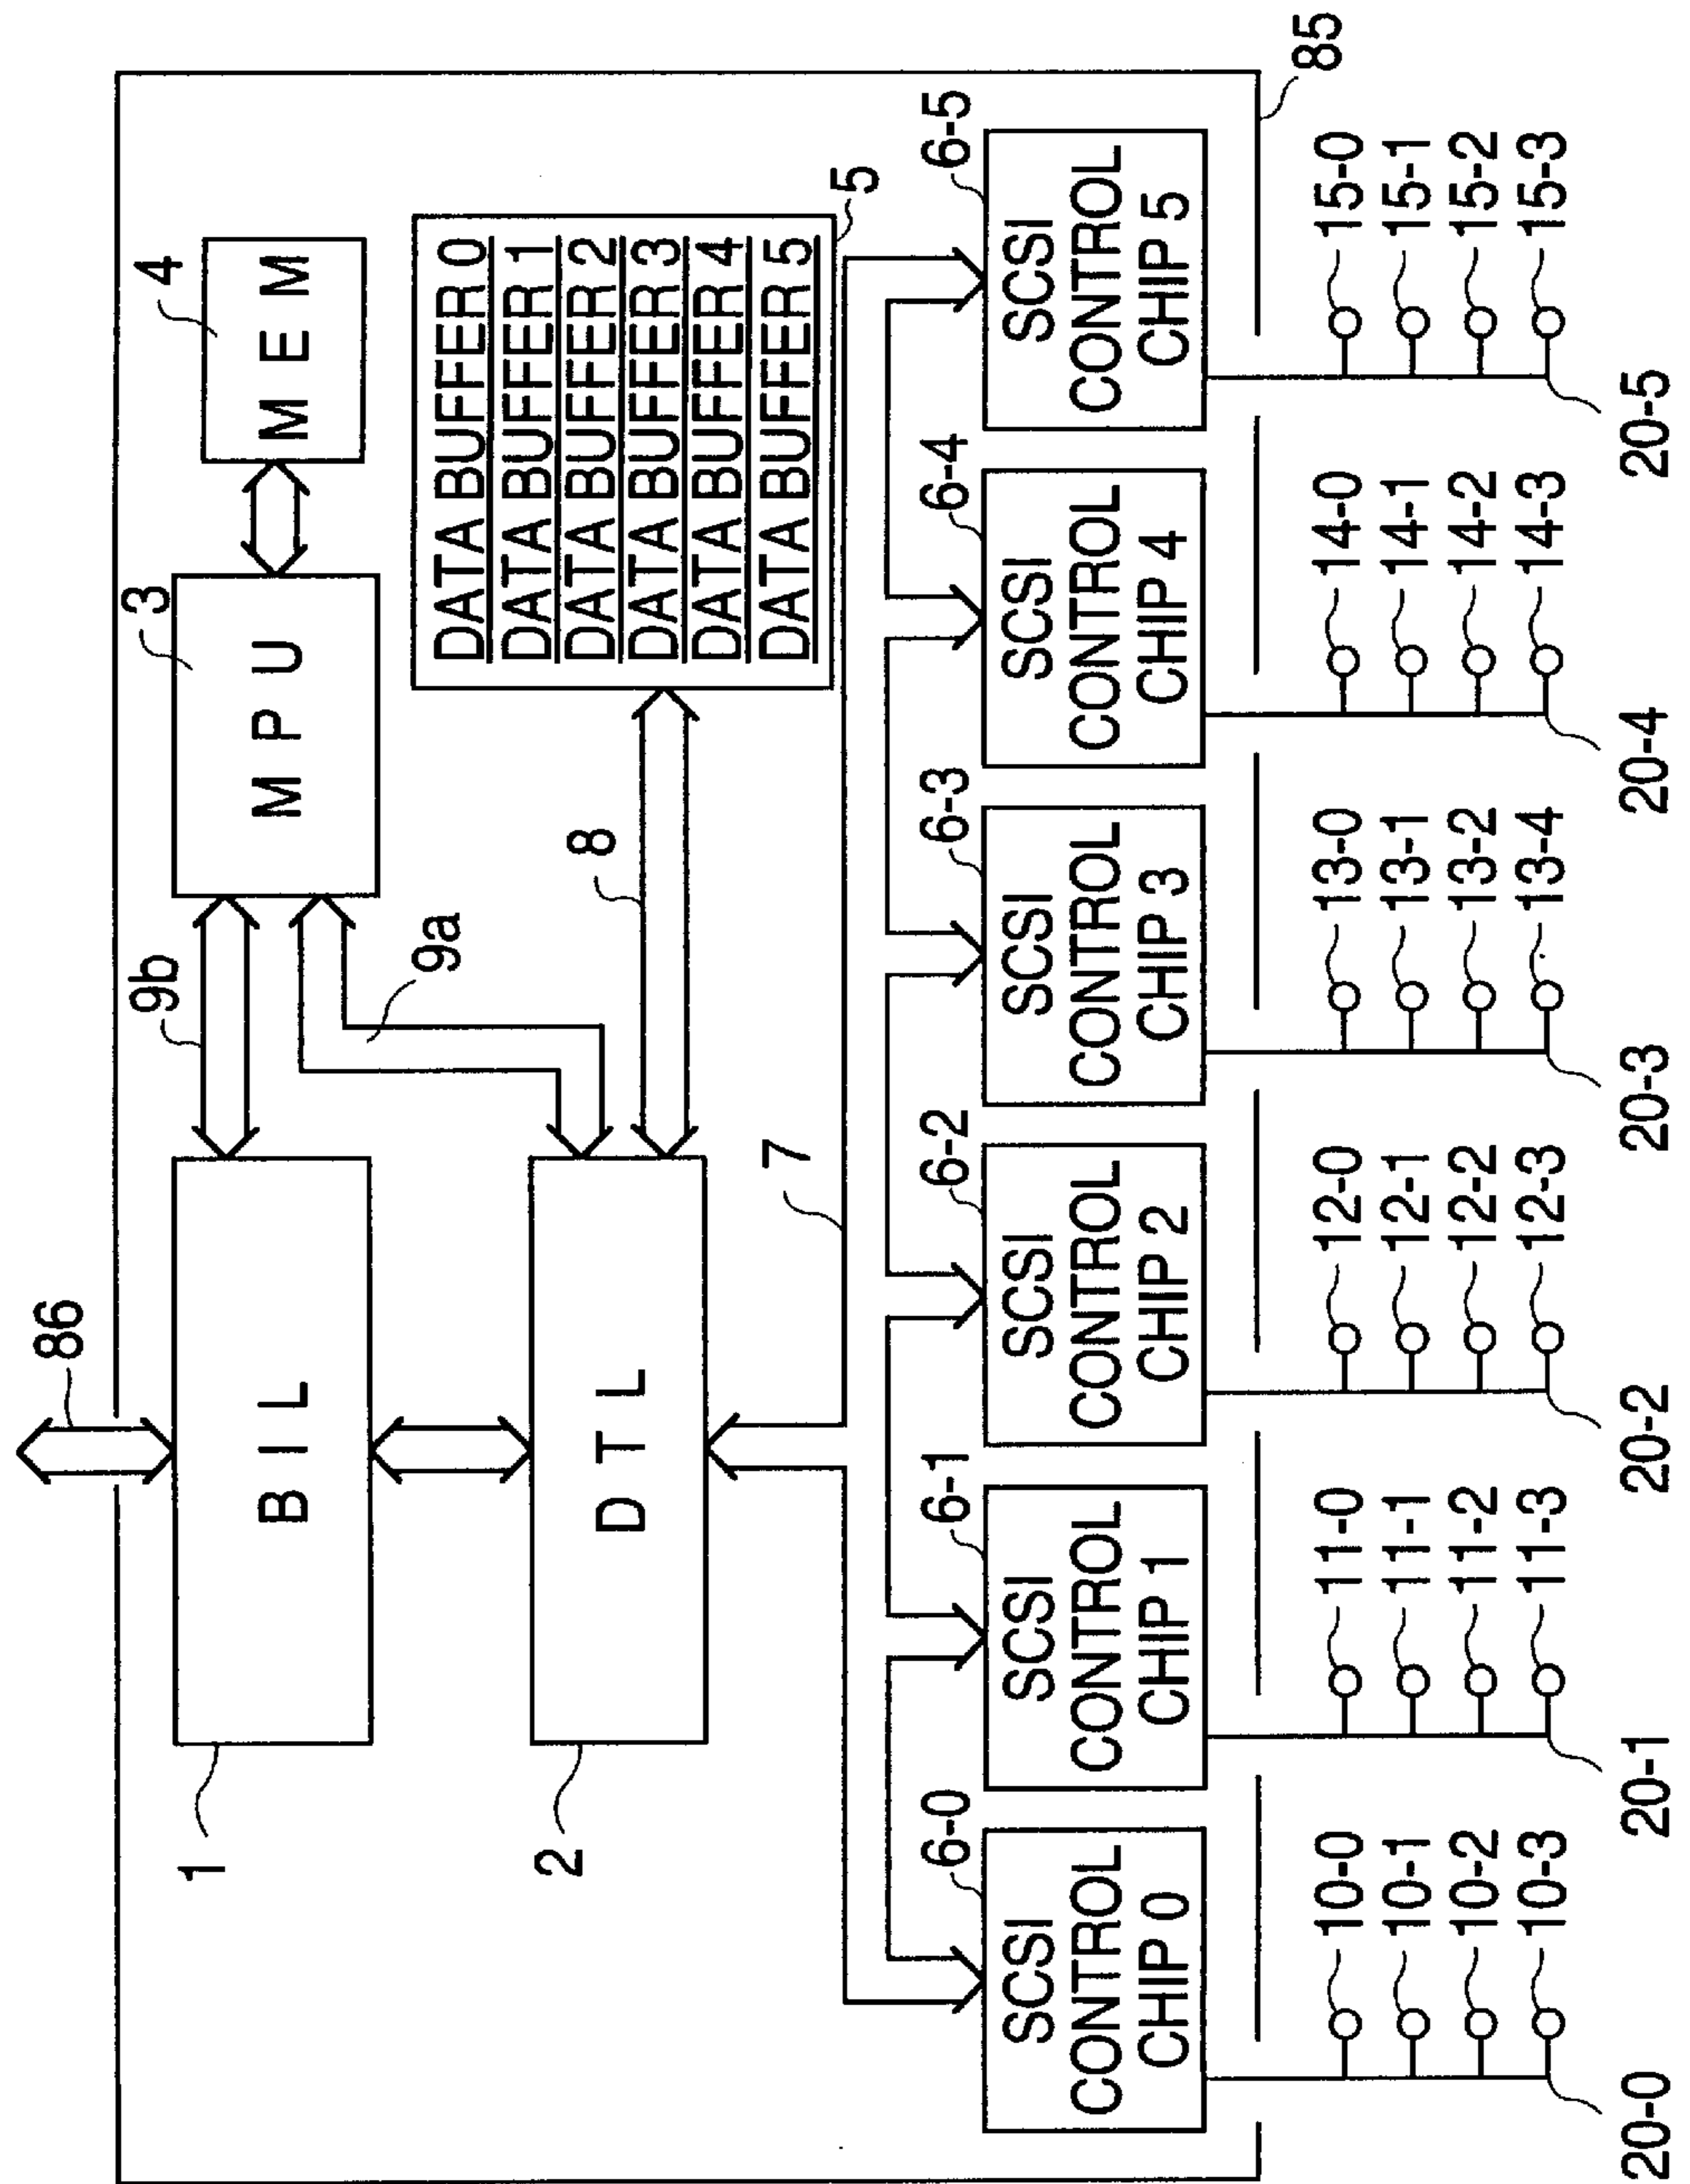 86
1
B I L
9b
3
M P U
4
M E M
9a
2
D T L
8
5
DATA BUFFER 0
DATA BUFFER 1
DATA BUFFER 2
DATA BUFFER 3
DATA BUFFER 4
DATA BUFFER 5
7
6-0
SCSI
CONTROL
CHIP 0
6-1
SCSI
CONTROL
CHIP 1
6-2
SCSI
CONTROL
CHIP 2
6-3
SCSI
CONTROL
CHIP 3
6-4
SCSI
CONTROL
CHIP 4
6-5
SCSI
CONTROL
CHIP 5
85
10-0
10-1
10-2
10-3
20-0
11-0
11-1
11-2
11-3
20-1
12-0
12-1
12-2
12-3
20-2
13-0
13-1
13-2
13-4
20-3
14-0
14-1
14-2
14-3
20-4
15-0
15-1
15-2
15-3
20-5